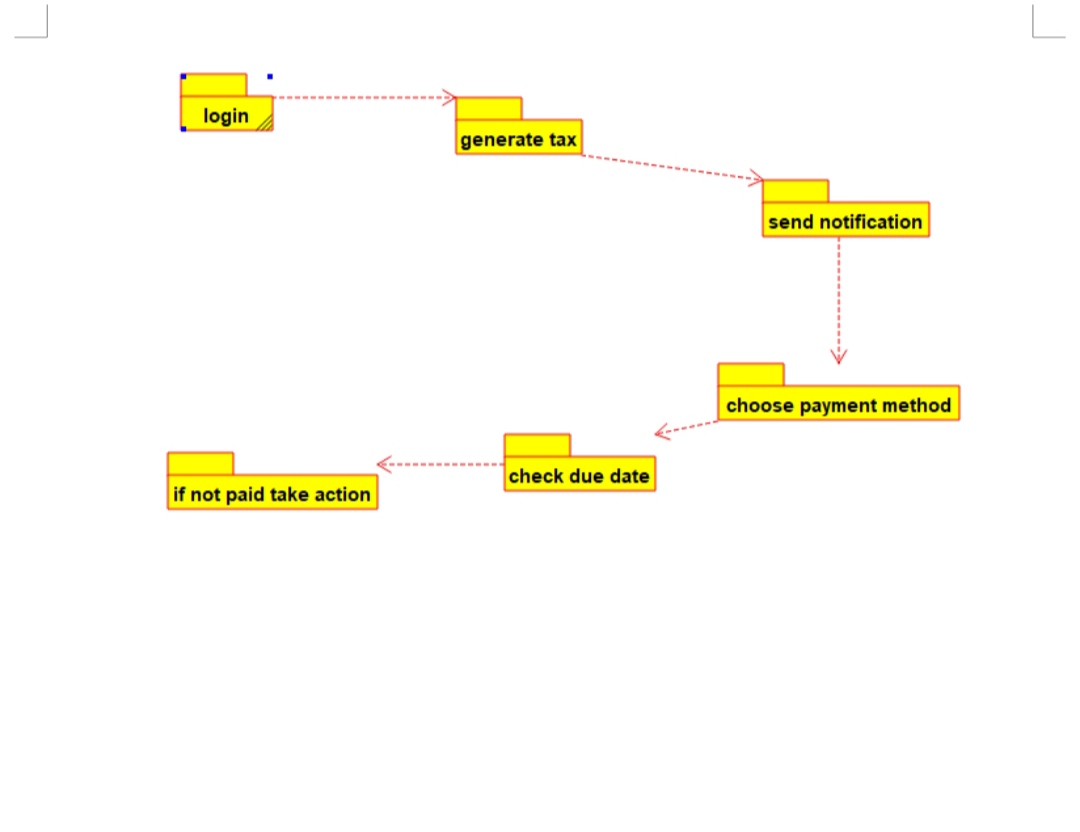 login
generate tax
send notification
choose payment method
check due date
if not paid take action